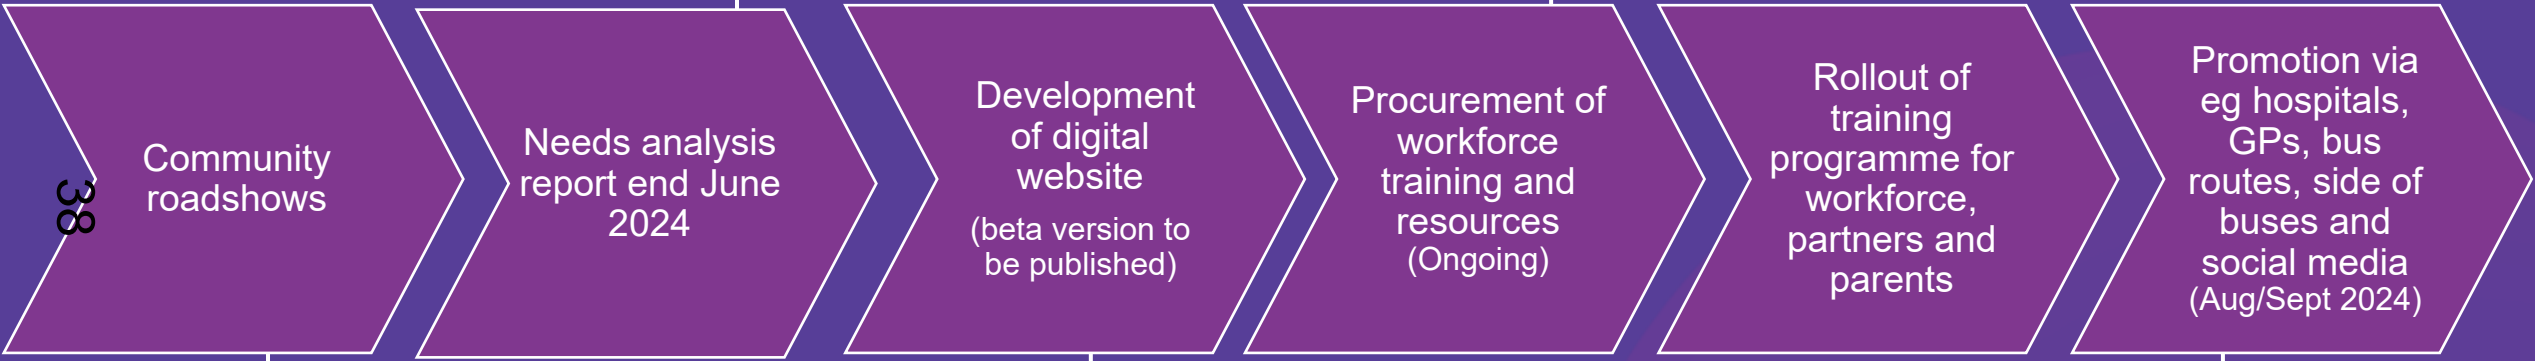 38
Community
roadshows
Needs analysis
report end June
2024
Development
of digital
website
(beta version to
be published)
Procurement of
workforce
training and
resources
(Ongoing)
Rollout of
training
programme for
workforce,
partners and
parents
Promotion via
eg hospitals,
GPs, bus
routes, side of
buses and
social media
(Aug/Sept 2024)